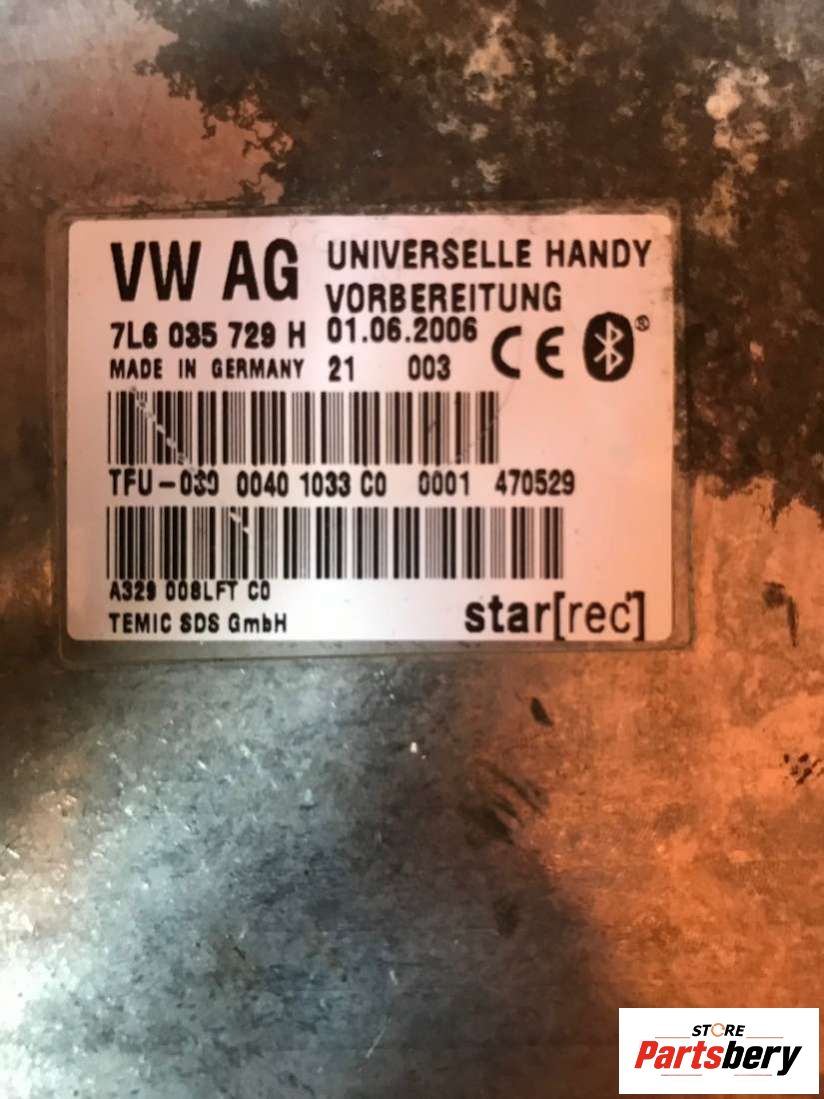 VW AG UNIVERSELLE HANDY
VORBEREITUNG
7L6 035 729 H 01.06.2006 CE
MADE IN GERMANY 21 003
TFU-030 0040 1033 C0 0001 470529
A329 008LFT C0
TEMIC SDS GmbH star[rec]
STORE
Partsbery